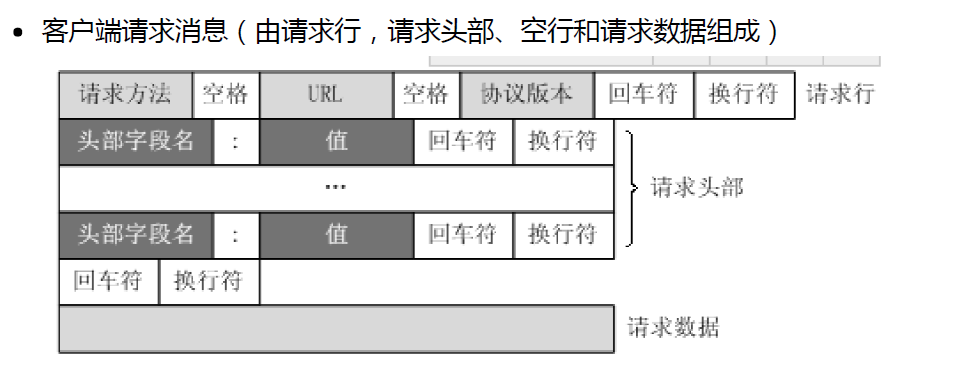 • 客户端请求消息（由请求行，请求头部、空行和请求数据组成）
请求方法 空格 URL 空格 协议版本 回车符 换行符 请求行
头部字段名 : 值 回车符 换行符
… 请求头部
头部字段名 : 值 回车符 换行符
回车符 换行符
请求数据